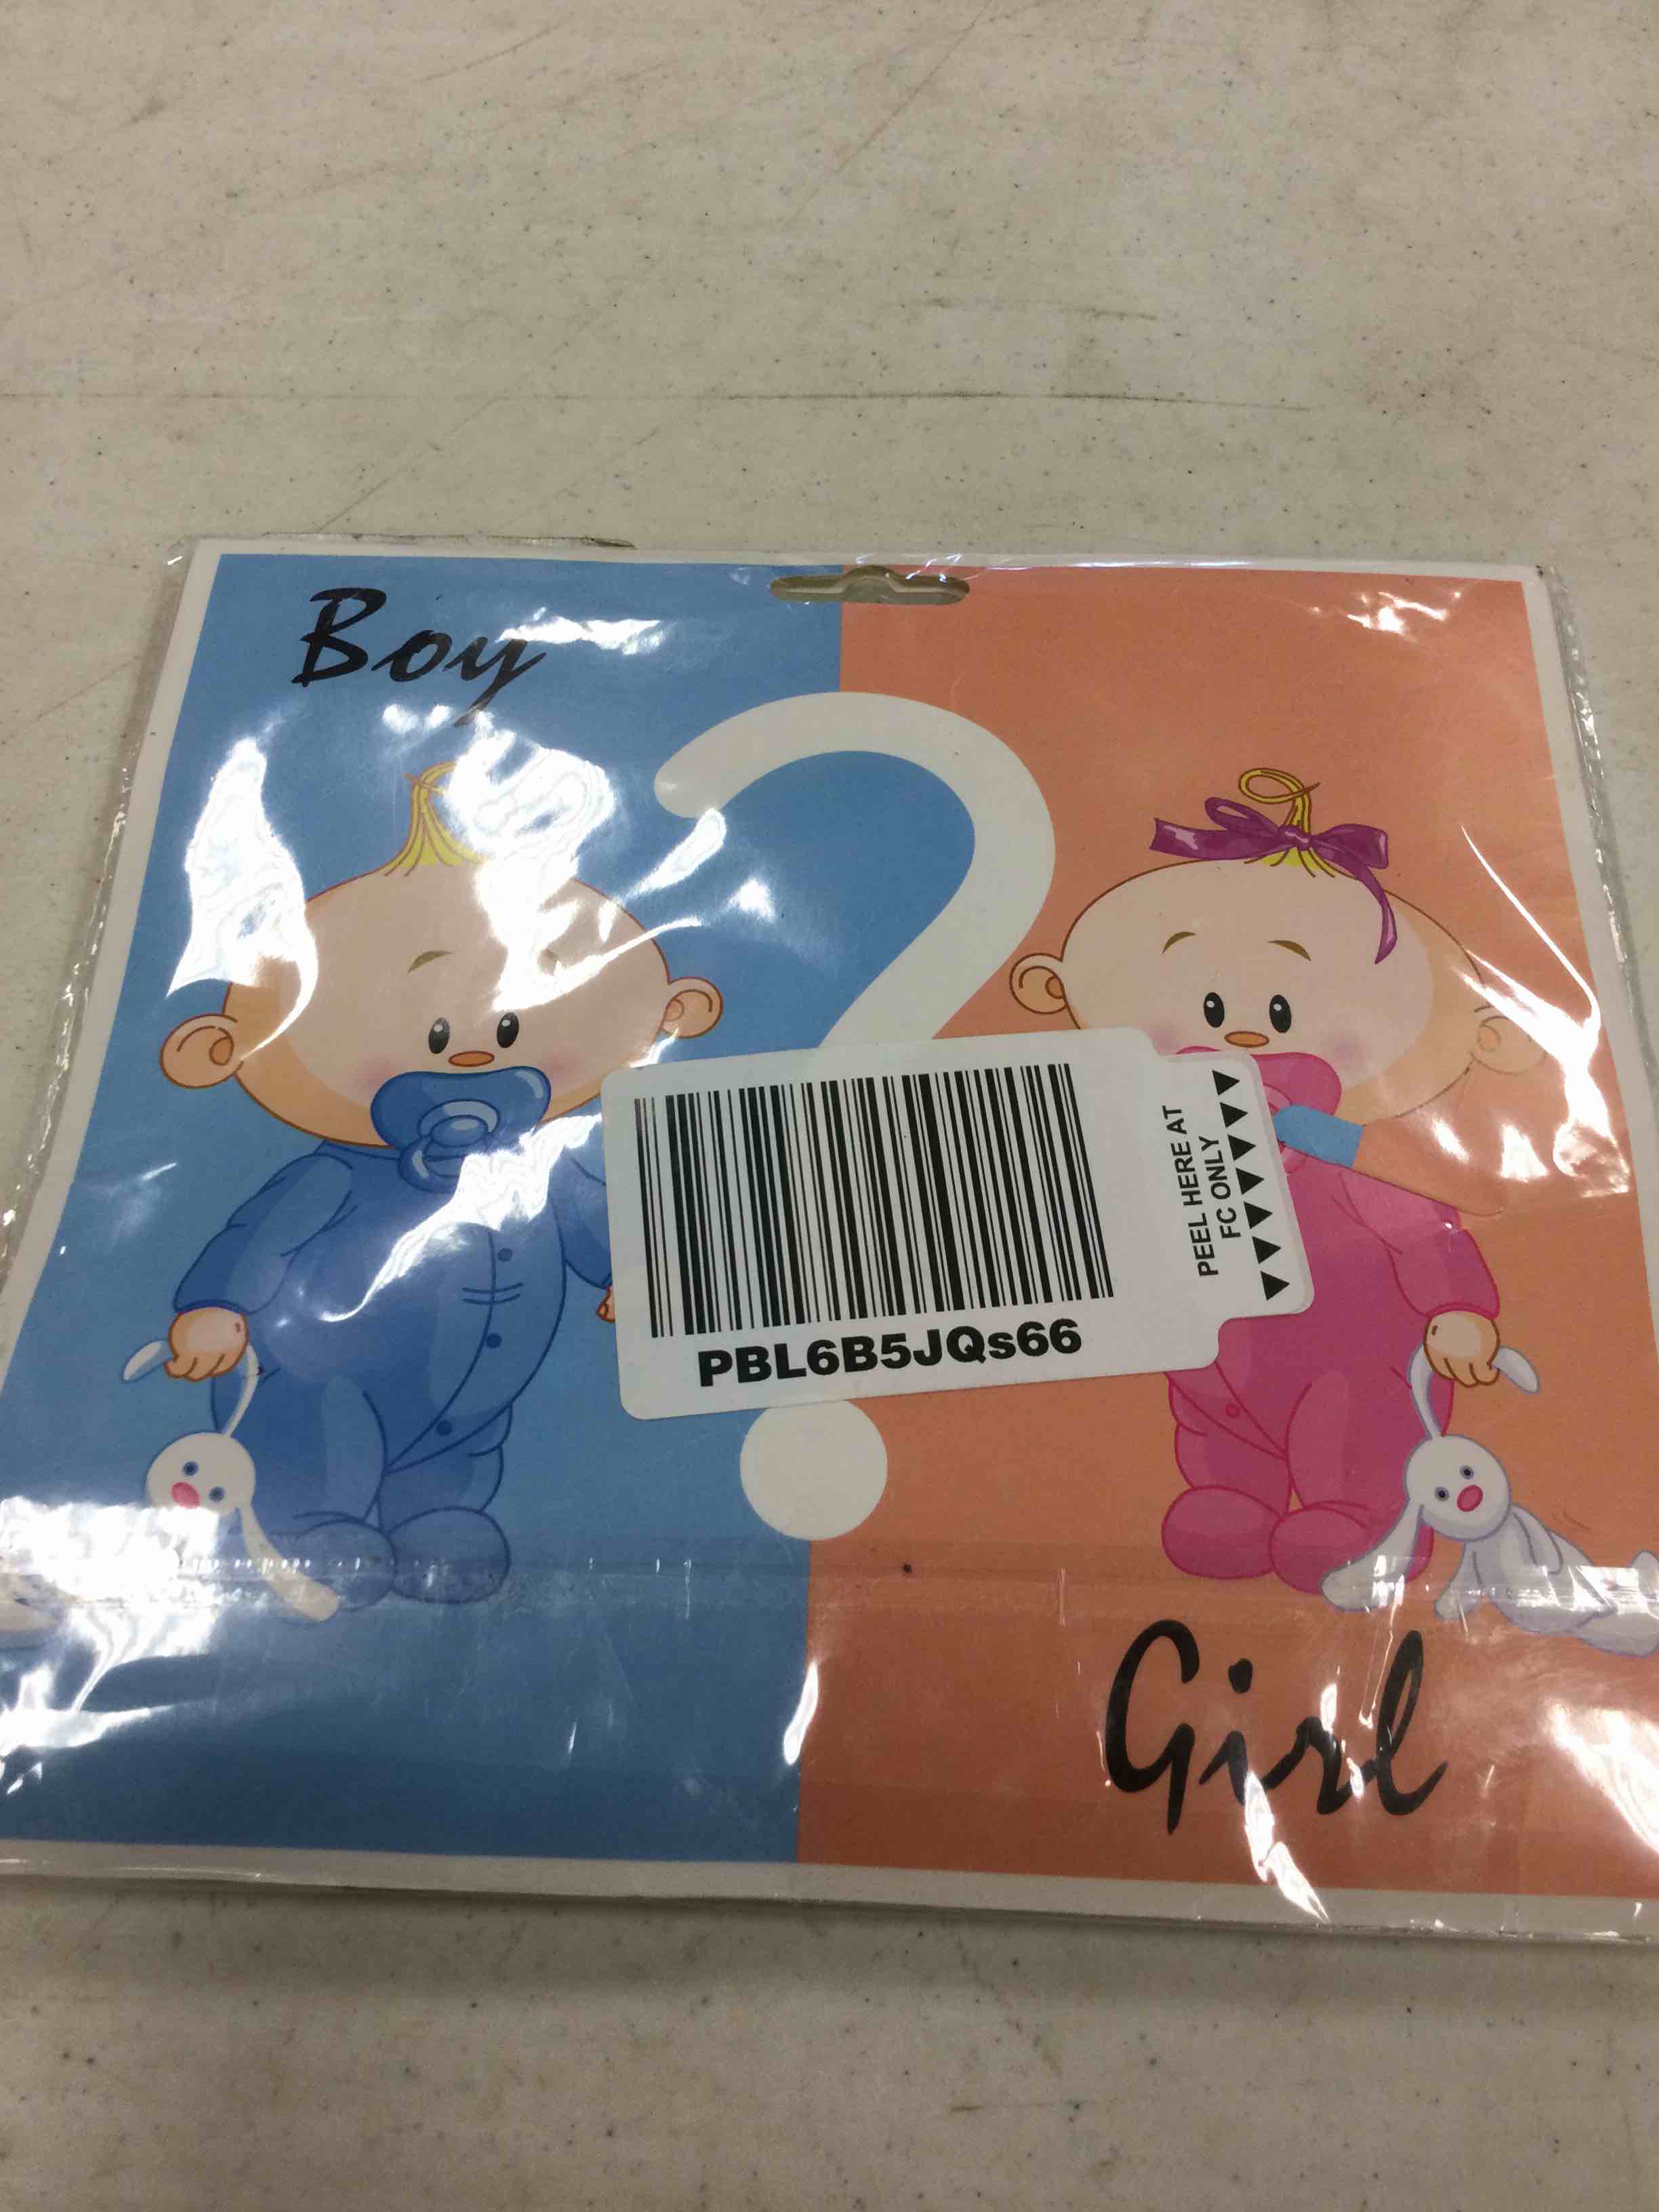 Boy
?
PEEL HERE AT
FC ONLY
PBL6B5JQs66
Girl